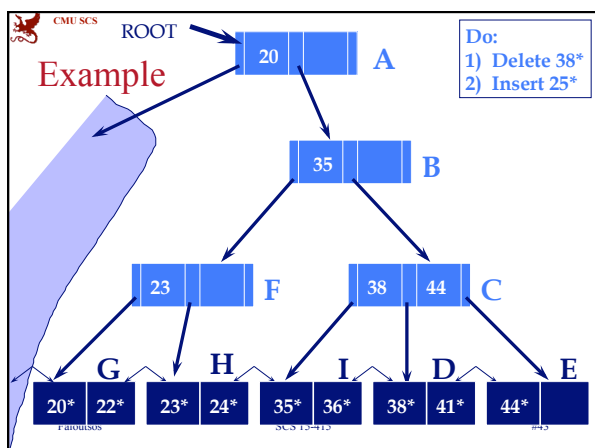 CMU SCS
ROOT
Example
Do:
1) Delete 38*
2) Insert 25*
20
A
35
B
23
F
38 44
C
G
H
I
D
E
20* 22*
23* 24*
35* 36*
38* 41*
44*
Faloutsos
SCS 15-415
#43